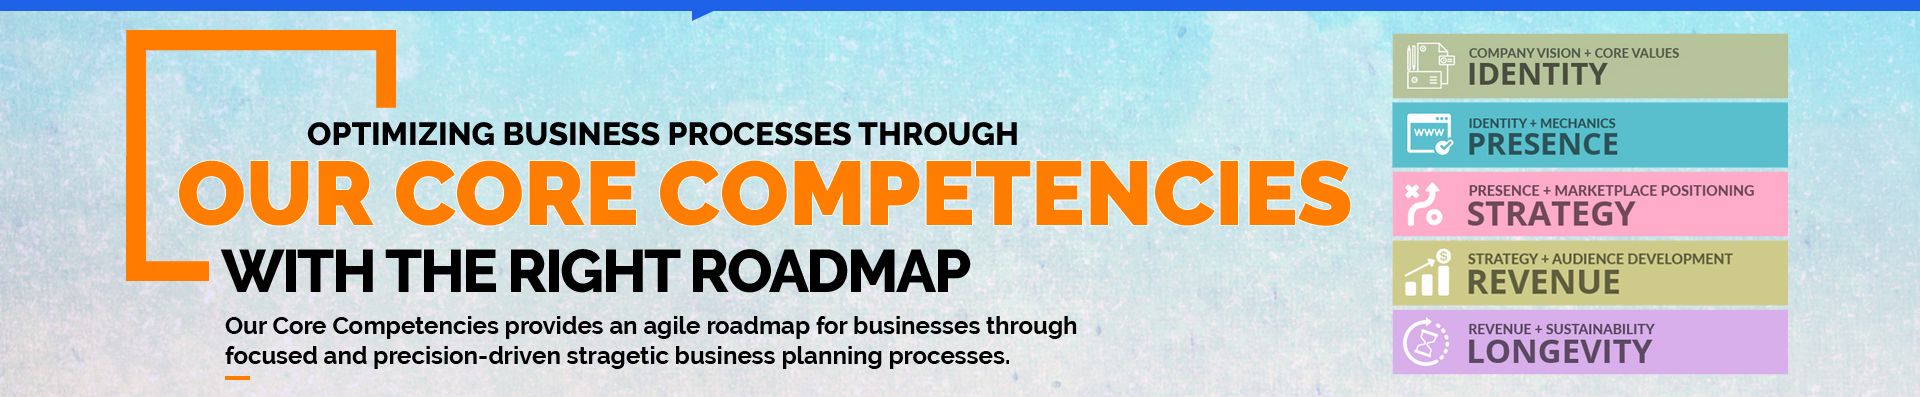 OPTIMIZING BUSINESS PROCESSES THROUGH
OUR CORE COMPETENCIES
WITH THE RIGHT ROADMAP
Our Core Competencies provides an agile roadmap for businesses through
focused and precision-driven stragetic business planning processes.
COMPANY VISION + CORE VALUES
IDENTITY
WWW
IDENTITY + MECHANICS
PRESENCE
PRESENCE + MARKETPLACE POSITIONING
STRATEGY
$
STRATEGY + AUDIENCE DEVELOPMENT
REVENUE
REVENUE + SUSTAINABILITY
LONGEVITY